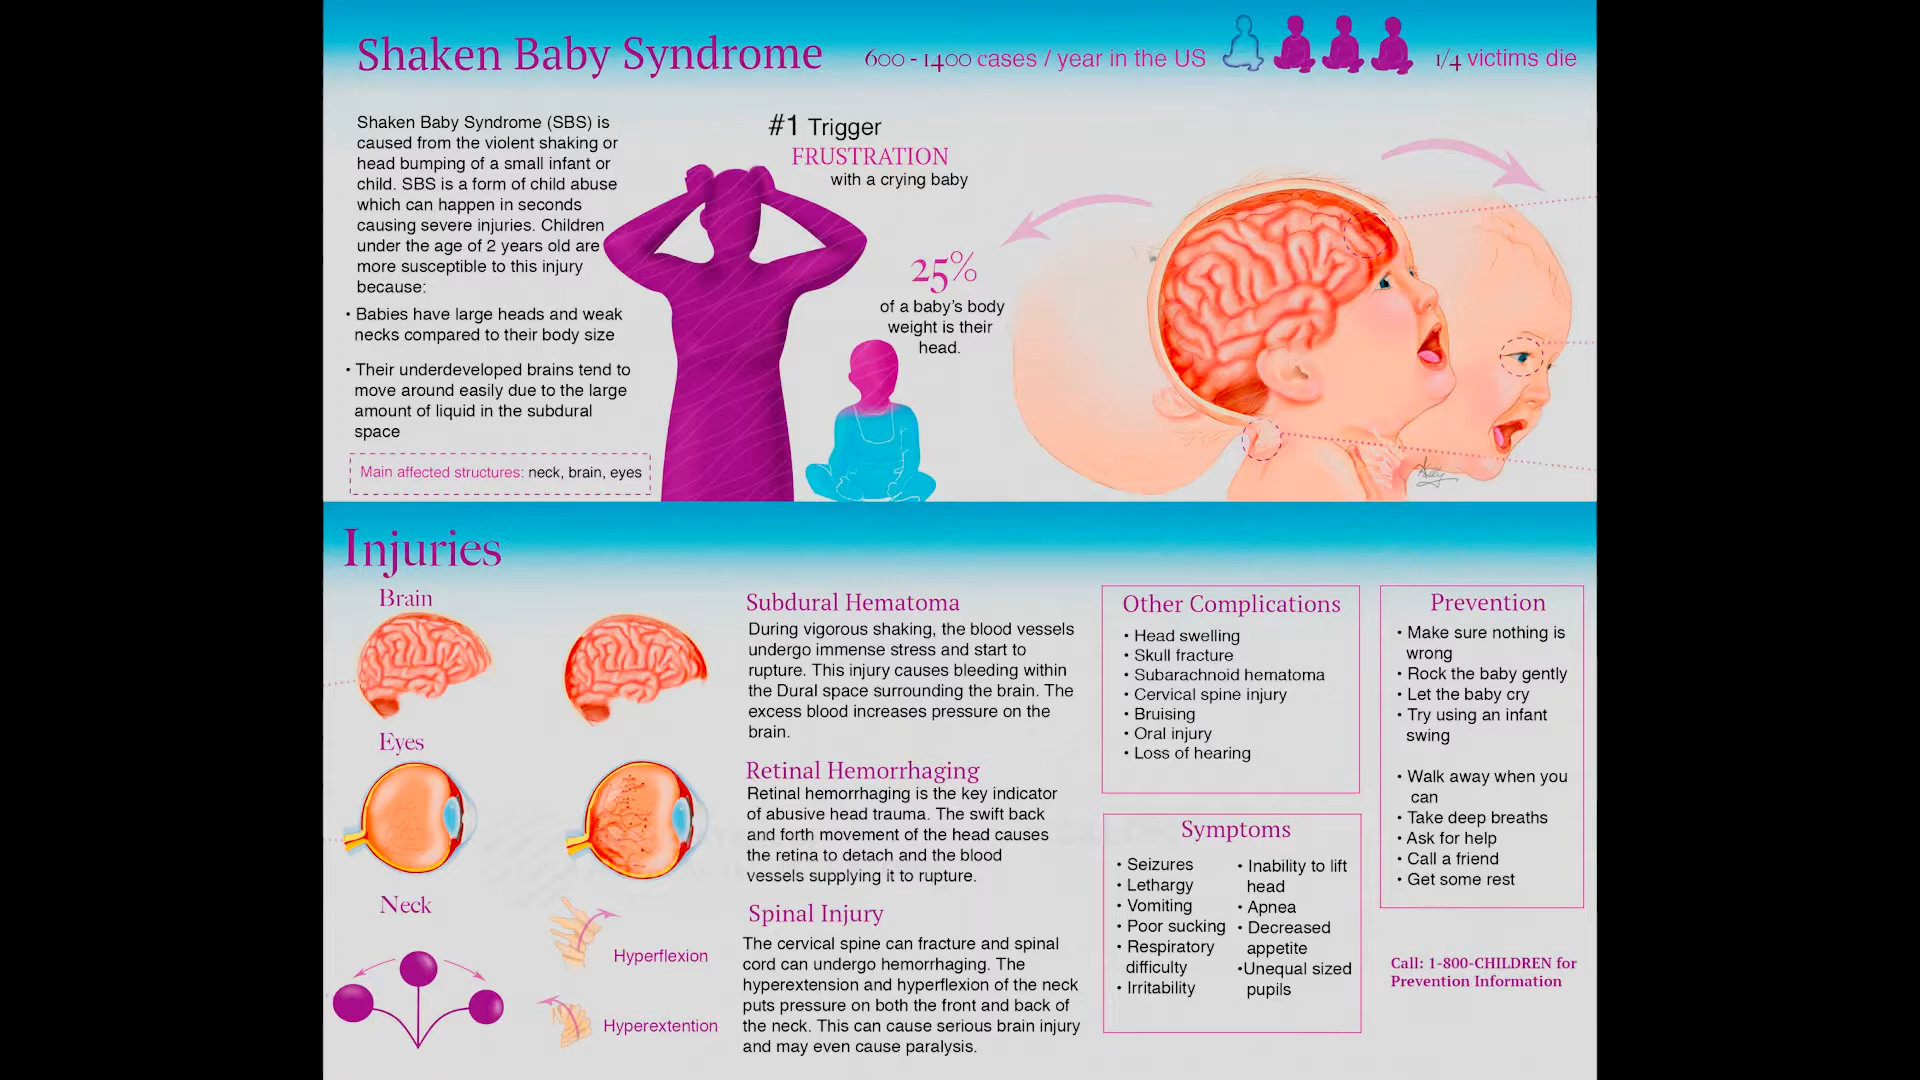 Shaken Baby Syndrome
600 - 1400 cases / year in the US
1/4 victims die
Shaken Baby Syndrome (SBS) is
caused from the violent shaking or
head bumping of a small infant or
child. SBS is a form of child abuse
which can happen in seconds
causing severe injuries. Children
under the age of 2 years old are
more susceptible to this injury
because:
• Babies have large heads and weak
necks compared to their body size
• Their underdeveloped brains tend to
move around easily due to the large
amount of liquid in the subdural
space
Main affected structures: neck, brain, eyes
#1 Trigger
FRUSTRATION
with a crying baby
25%
of a baby's body
weight is their
head.
Injuries
Brain
Eyes
Neck
Hyperflexion
Hyperextention
Subdural Hematoma
During vigorous shaking, the blood vessels
undergo immense stress and start to
rupture. This injury causes bleeding within
the Dural space surrounding the brain. The
excess blood increases pressure on the
brain.
Retinal Hemorrhaging
Retinal hemorrhaging is the key indicator
of abusive head trauma. The swift back
and forth movement of the head causes
the retina to detach and the blood
vessels supplying it to rupture.
Spinal Injury
The cervical spine can fracture and spinal
cord can undergo hemorrhaging. The
hyperextension and hyperflexion of the neck
puts pressure on both the front and back of
the neck. This can cause serious brain injury
and may even cause paralysis.
Other Complications
• Head swelling
• Skull fracture
• Subarachnoid hematoma
• Cervical spine injury
• Bruising
• Oral injury
• Loss of hearing
Symptoms
• Seizures
• Lethargy
• Vomiting
• Poor sucking
• Respiratory
difficulty
• Irritability
• Inability to lift
head
• Apnea
• Decreased
appetite
•Unequal sized
pupils
Prevention
• Make sure nothing is
wrong
• Rock the baby gently
• Let the baby cry
• Try using an infant
swing
• Walk away when you
can
• Take deep breaths
• Ask for help
• Call a friend
• Get some rest
Call: 1-800-CHILDREN for
Prevention Information